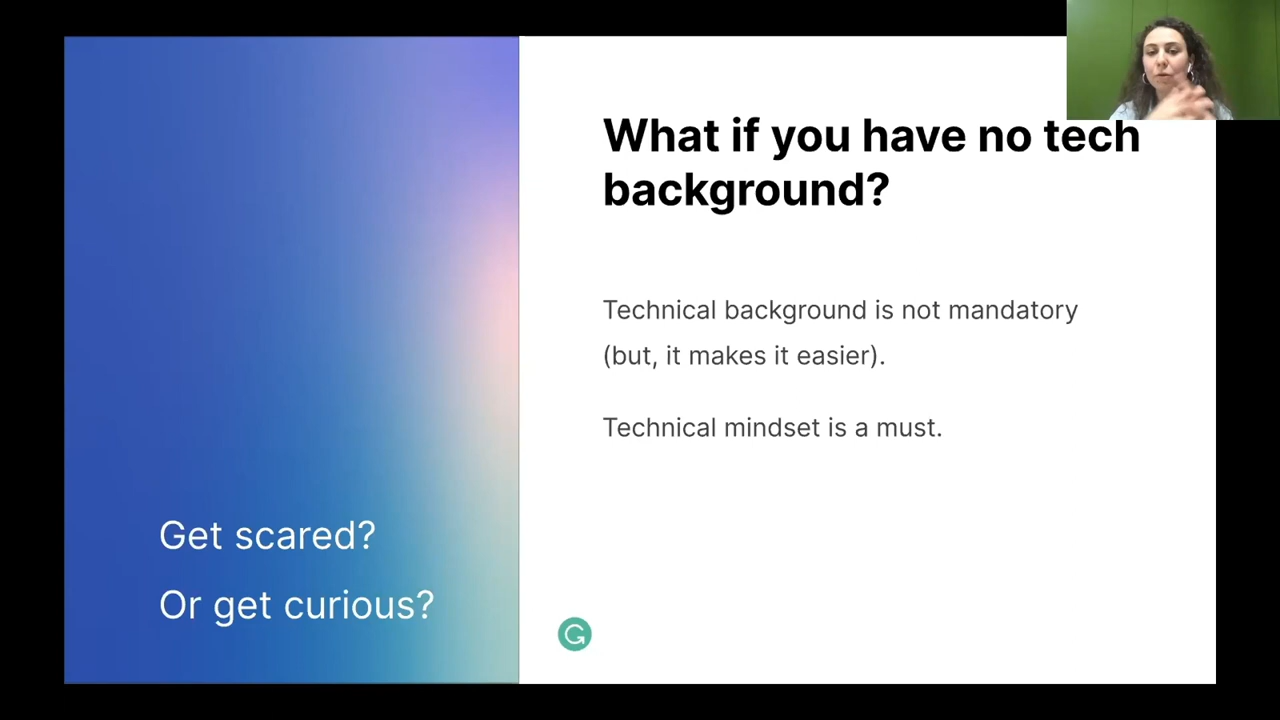 What if you have no tech
background?
Technical background is not mandatory
(but, it makes it easier).
Technical mindset is a must.
Get scared?
Or get curious?